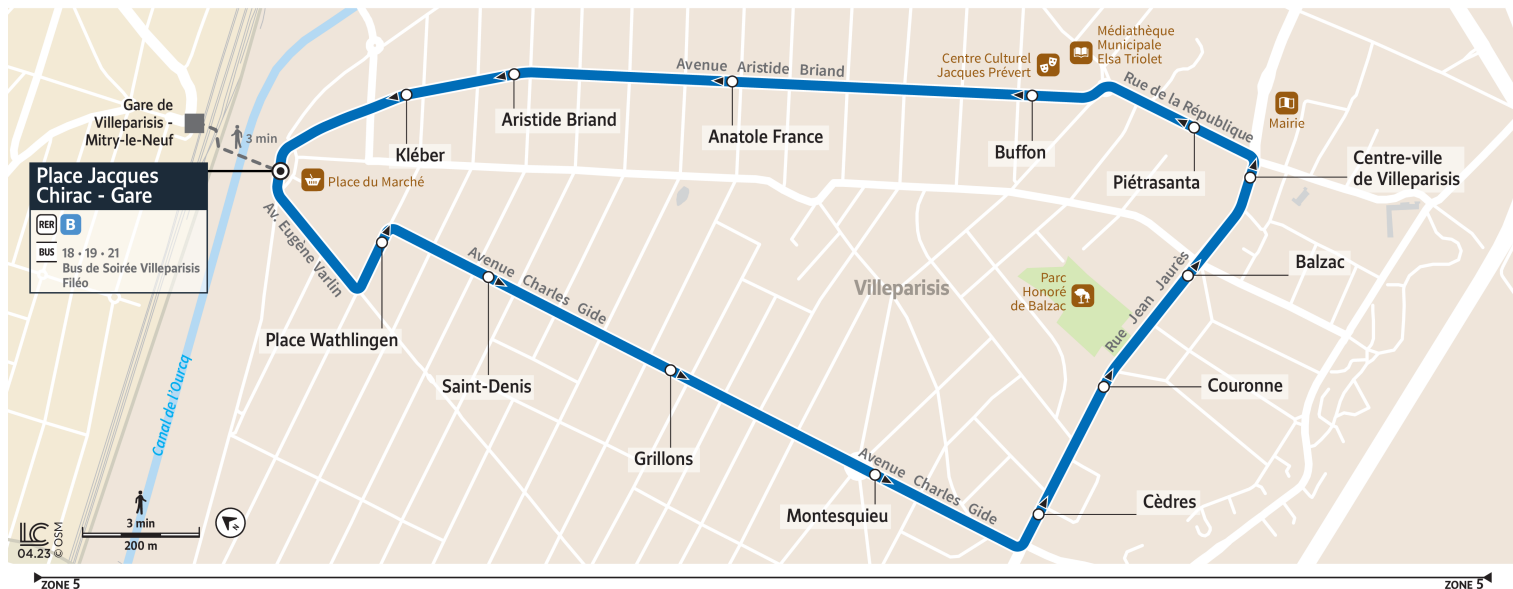 Médiathèque
Municipale
Elsa Triolet
Centre Culturel
Jacques Prévert
Avenue Aristide Briand
Rue de la République
Mairie
Gare de
Villeparisis -
Mitry-le-Neuf
3 min
Aristide Briand
Anatole France
Kléber
Buffon
Piétrasanta
Centre-ville
de Villeparisis
Place Jacques
Chirac - Gare
RER B
BUS 18 • 19 • 21
Bus de Soirée Villeparisis
Filéo
Place du Marché
Av. Eugène Varlin
Avenue Charles Gide
Villeparisis
Parc
Honoré
de Balzac
Rue Jean Jaurès
Balzac
Place Wathlingen
Saint-Denis
Couronne
Canal de l'Ourcq
Grillons
Avenue Charles Gide
Montesquieu
Cèdres
3 min
200 m
N
LC
04.23
© OSM
ZONE 5
ZONE 5